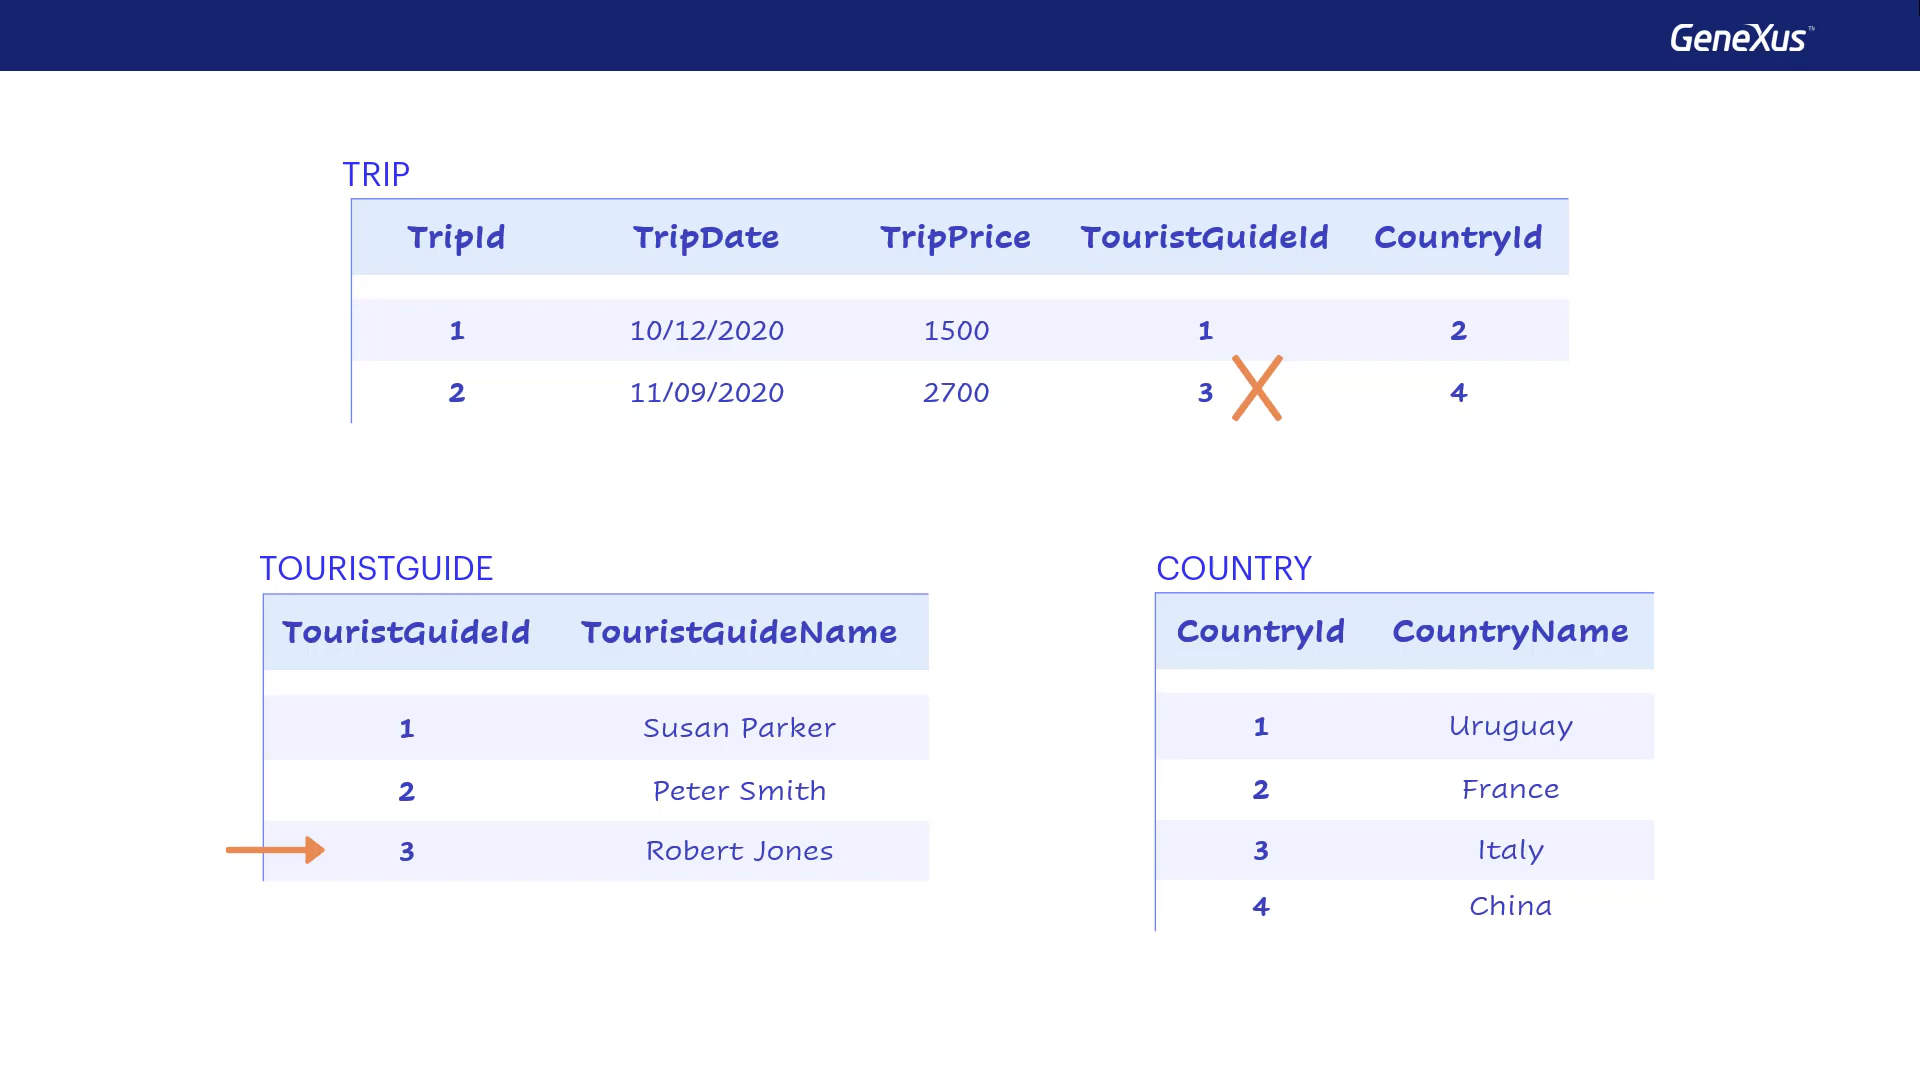 GeneXus™
TRIP
TripId TripDate TripPrice TouristGuideId CountryId
1 10/12/2020 1500 1 2
2 11/09/2020 2700 3 4
TOURISTGUIDE
TouristGuideId TouristGuideName
1 Susan Parker
2 Peter Smith
3 Robert Jones
COUNTRY
CountryId CountryName
1 Uruguay
2 France
3 Italy
4 China